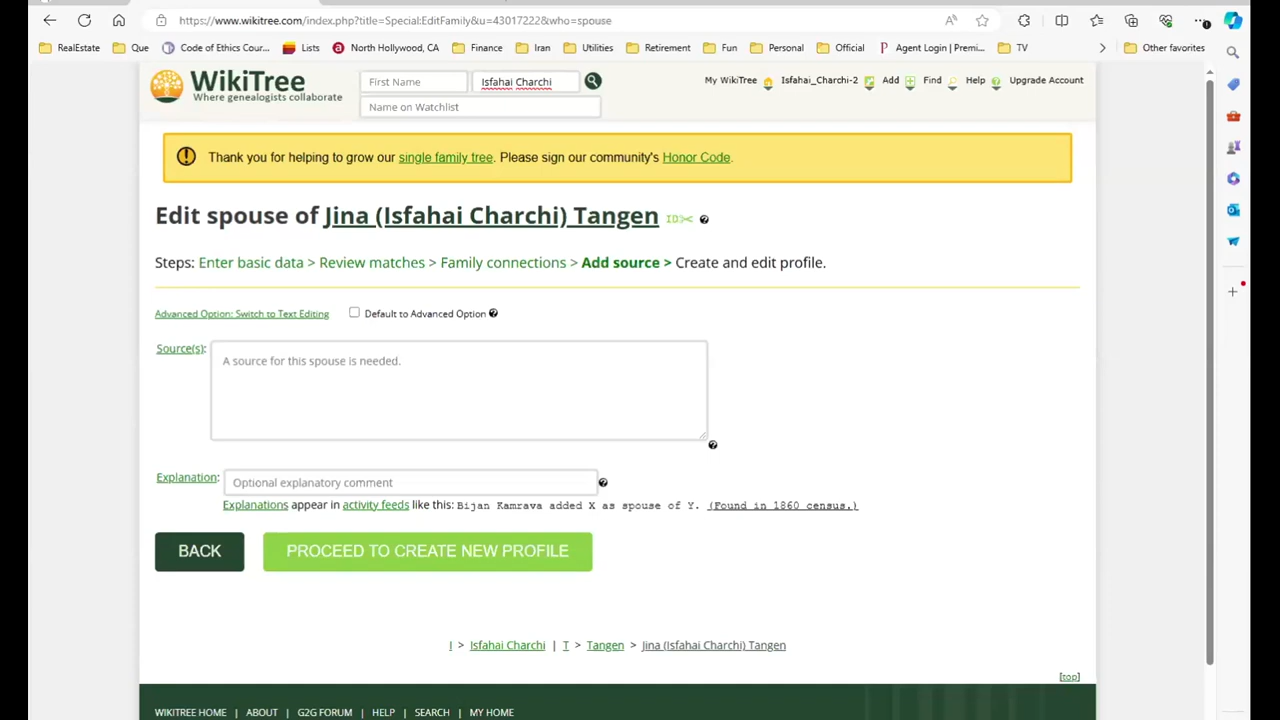 https://www.wikitree.com/index.php?title=Special:EditFamily&u=43017222&who=spouse
RealEstate Que Code of Ethics Cour... Lists North Hollywood, CA Finance Iran Utilities Retirement Fun Personal Official Agent Login | Premi... TV Other favorites
WIKITREE
Where genealogists collaborate
First Name Isfahai Charchi
Name on Watchlist
My WikiTree Isfahai_Charchi-2 Add Find Help Upgrade Account
Thank you for helping to grow our single family tree. Please sign our community's Honor Code.
Edit spouse of Jina (Isfahai Charchi) Tangen ID
Steps: Enter basic data > Review matches > Family connections > Add source > Create and edit profile.
Advanced Option: Switch to Text Editing Default to Advanced Option
Source(s): A source for this spouse is needed.
Explanation: Optional explanatory comment
Explanations appear in activity feeds like this: Bijan Kamrava added X as spouse of Y. (Found in 1860 census.)
BACK PROCEED TO CREATE NEW PROFILE
I > Isfahai Charchi | T > Tangen > Jina (Isfahai Charchi) Tangen
[top]
WIKITREE HOME | ABOUT | G2G FORUM | HELP | SEARCH | MY HOME